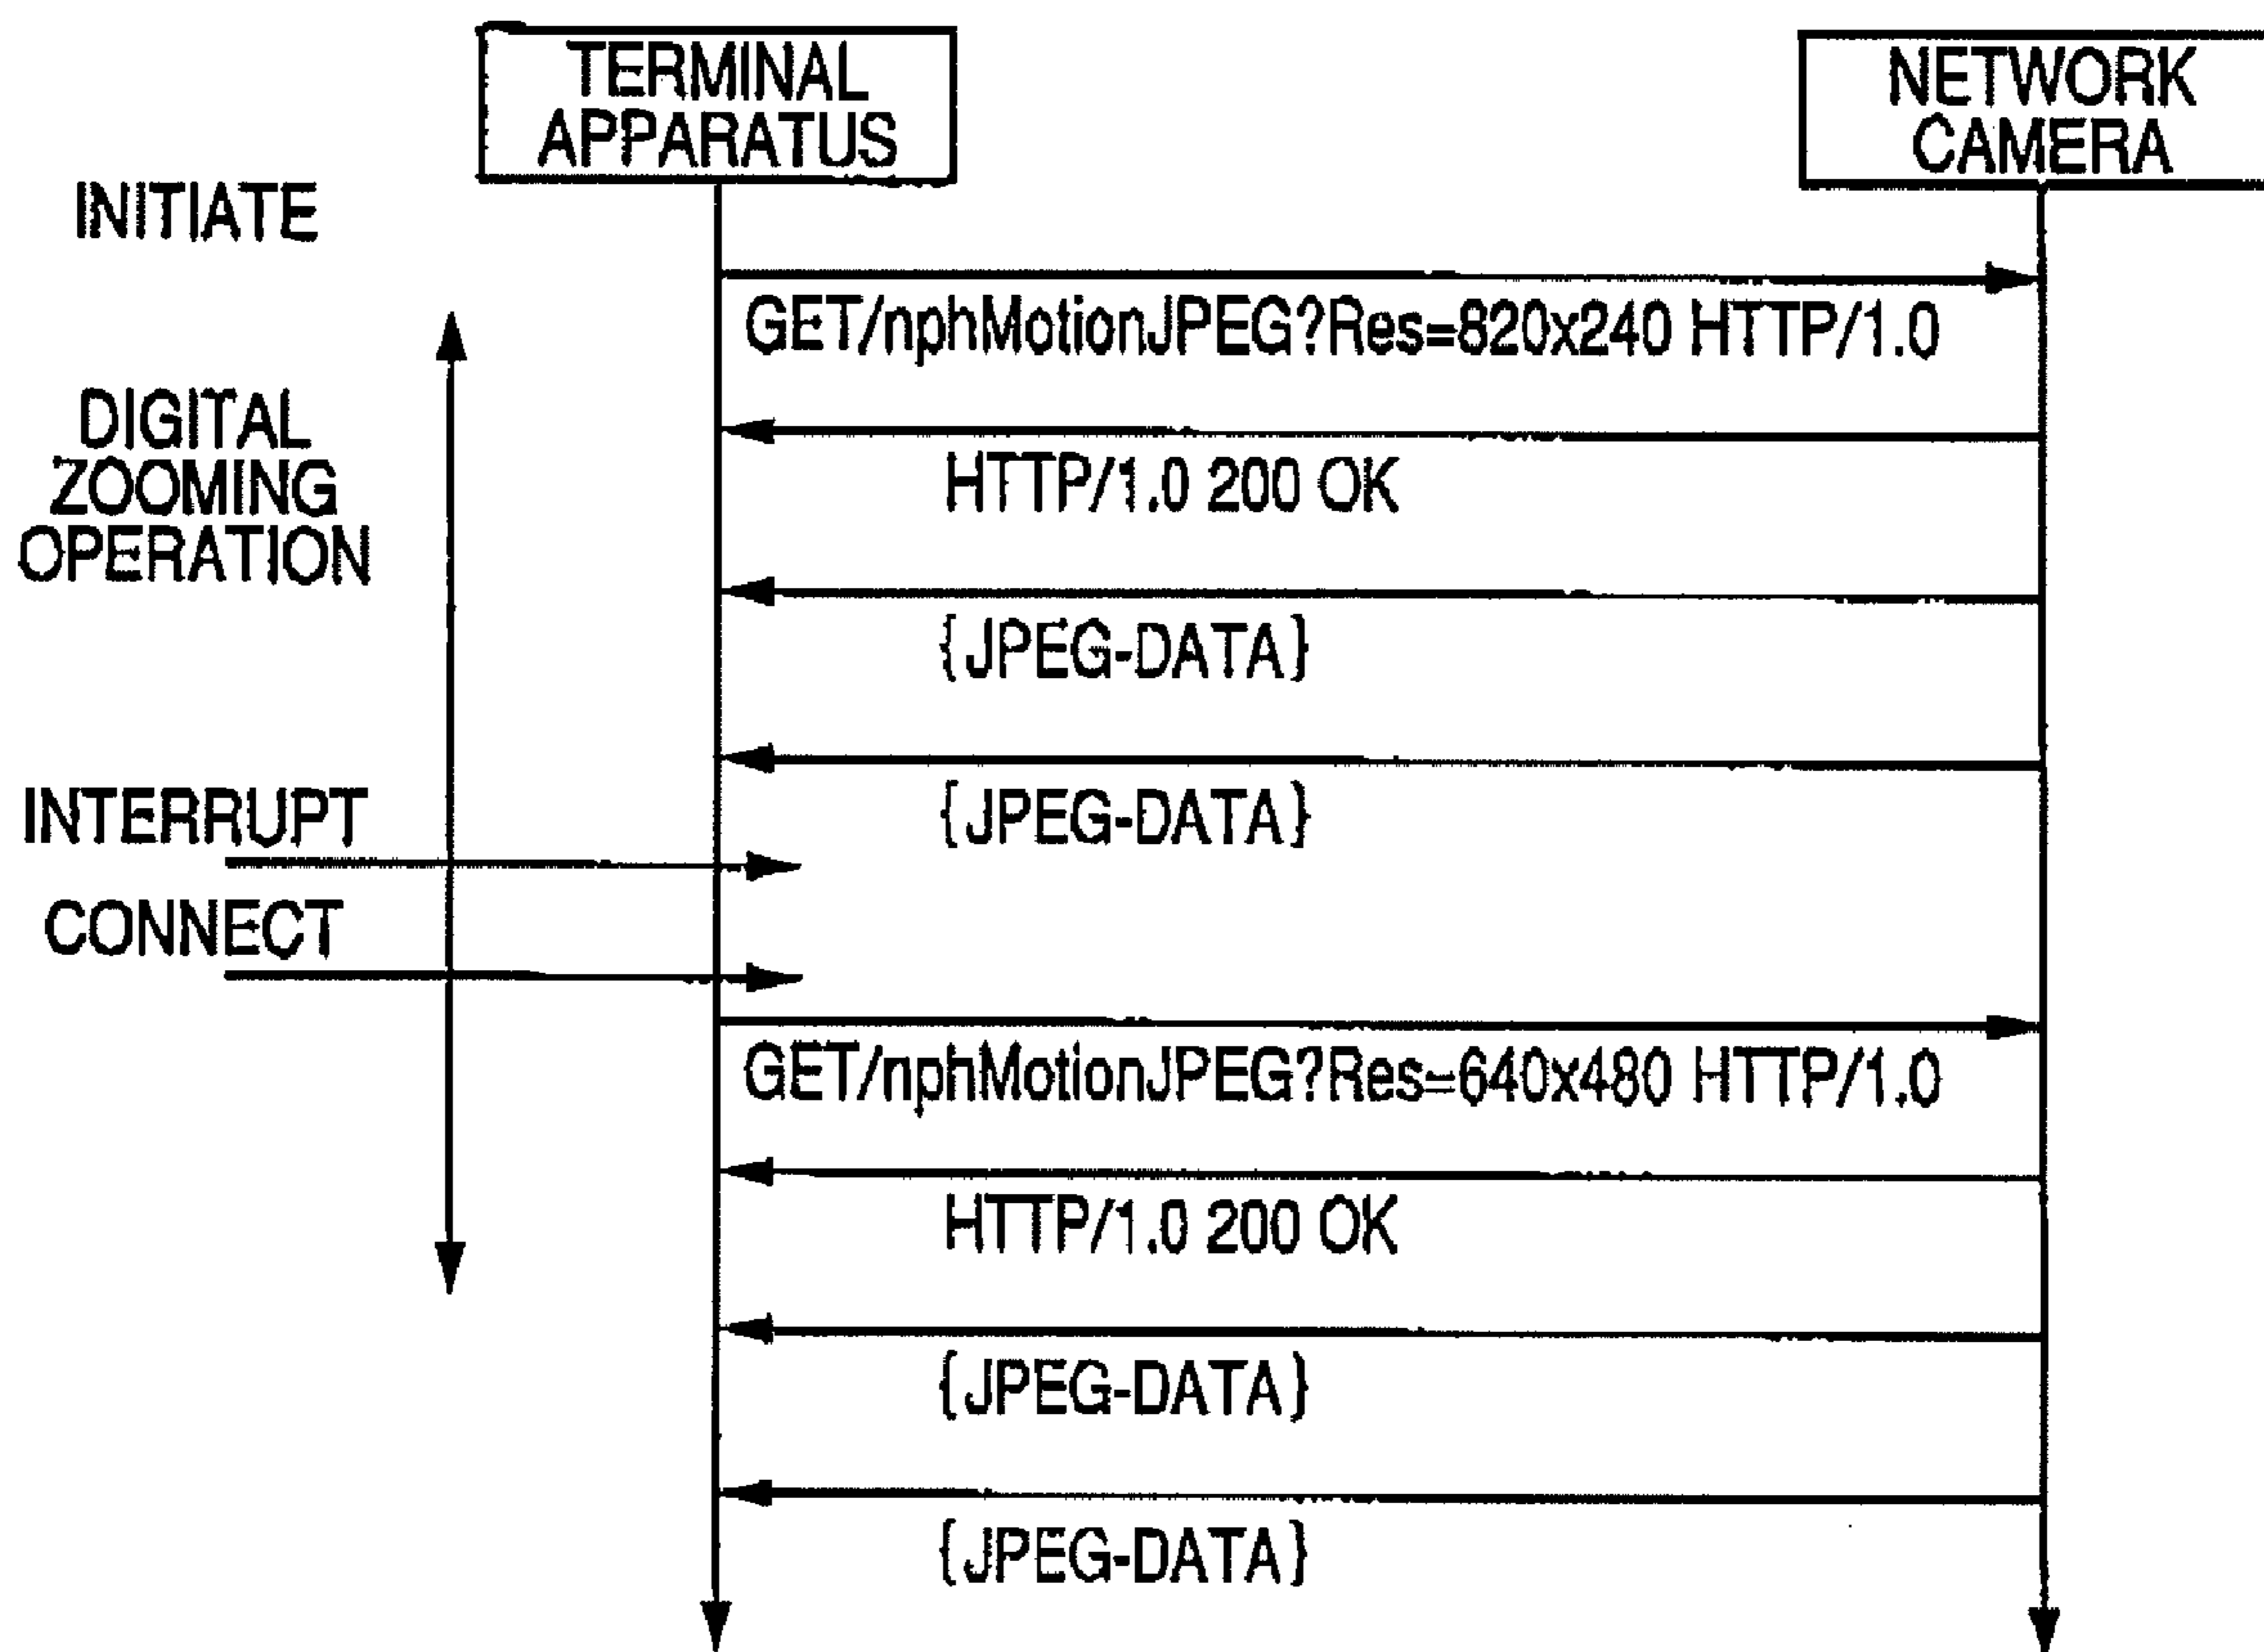 TERMINAL
APPARATUS
NETWORK
CAMERA
INITIATE
GET/nphMotionJPEG?Res=820x240 HTTP/1.0
DIGITAL
ZOOMING
OPERATION
HTTP/1.0 200 OK
{JPEG-DATA}
{JPEG-DATA}
INTERRUPT
CONNECT
GET/nphMotionJPEG?Res=640x480 HTTP/1.0
HTTP/1.0 200 OK
{JPEG-DATA}
{JPEG-DATA}